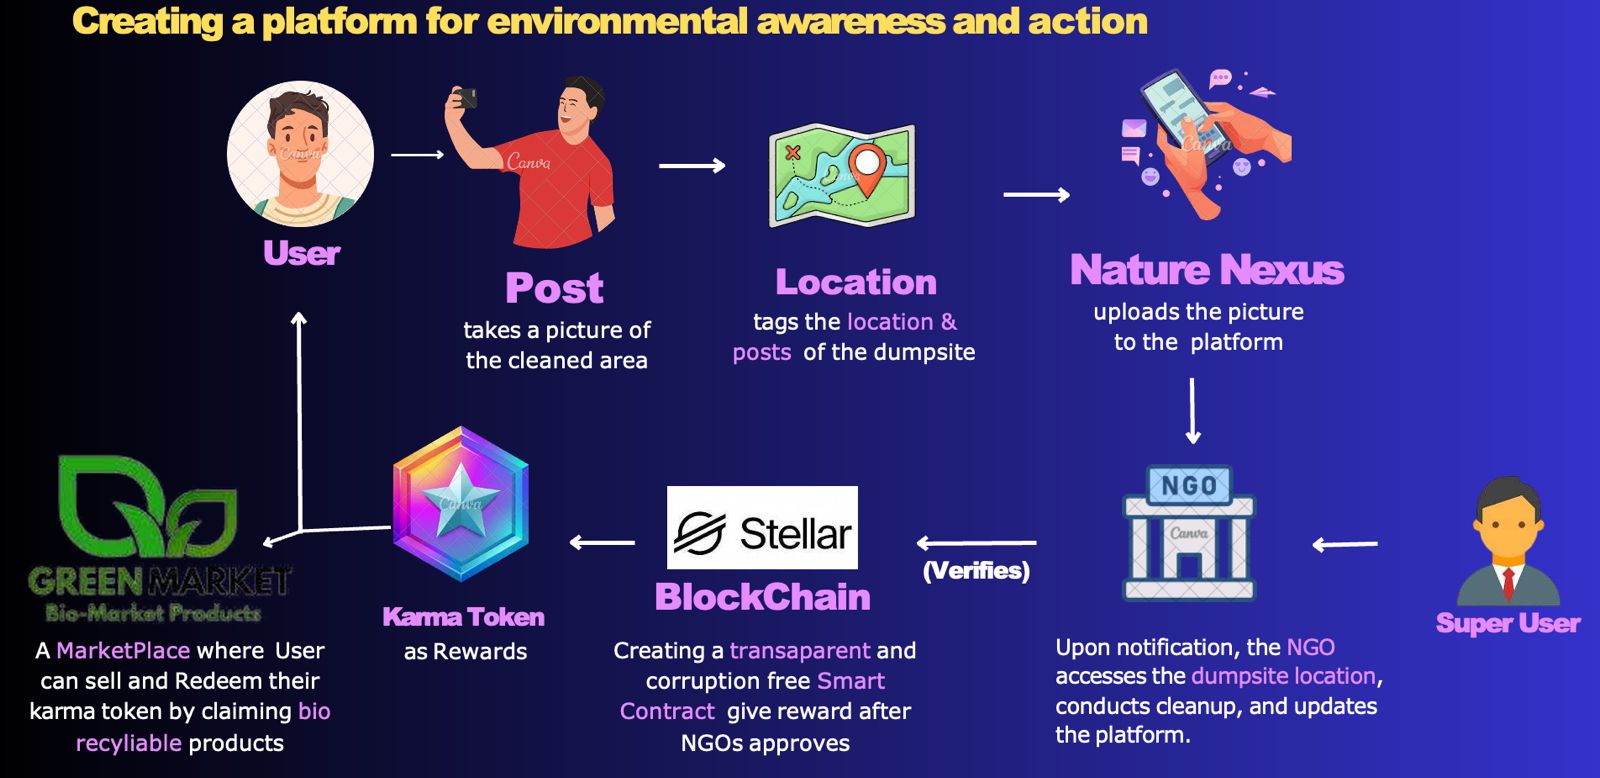 Creating a platform for environmental awareness and action
Canva
User
Canva
Post
takes a picture of
the cleaned area
Location
tags the location &
posts of the dumpsite
Canva
Nature Nexus
uploads the picture
to the platform
GREEN MARKET
Bio-Market Products
A MarketPlace where User
can sell and Redeem their
karma token by claiming bio
recyliable products
Canva
Karma Token
as Rewards
Stellar
BlockChain
Creating a transaparent and
corruption free Smart
Contract give reward after
NGOs approves
(Verifies)
NGO
Canva
Upon notification, the NGO
accesses the dumpsite location,
conducts cleanup, and updates
the platform.
Super User